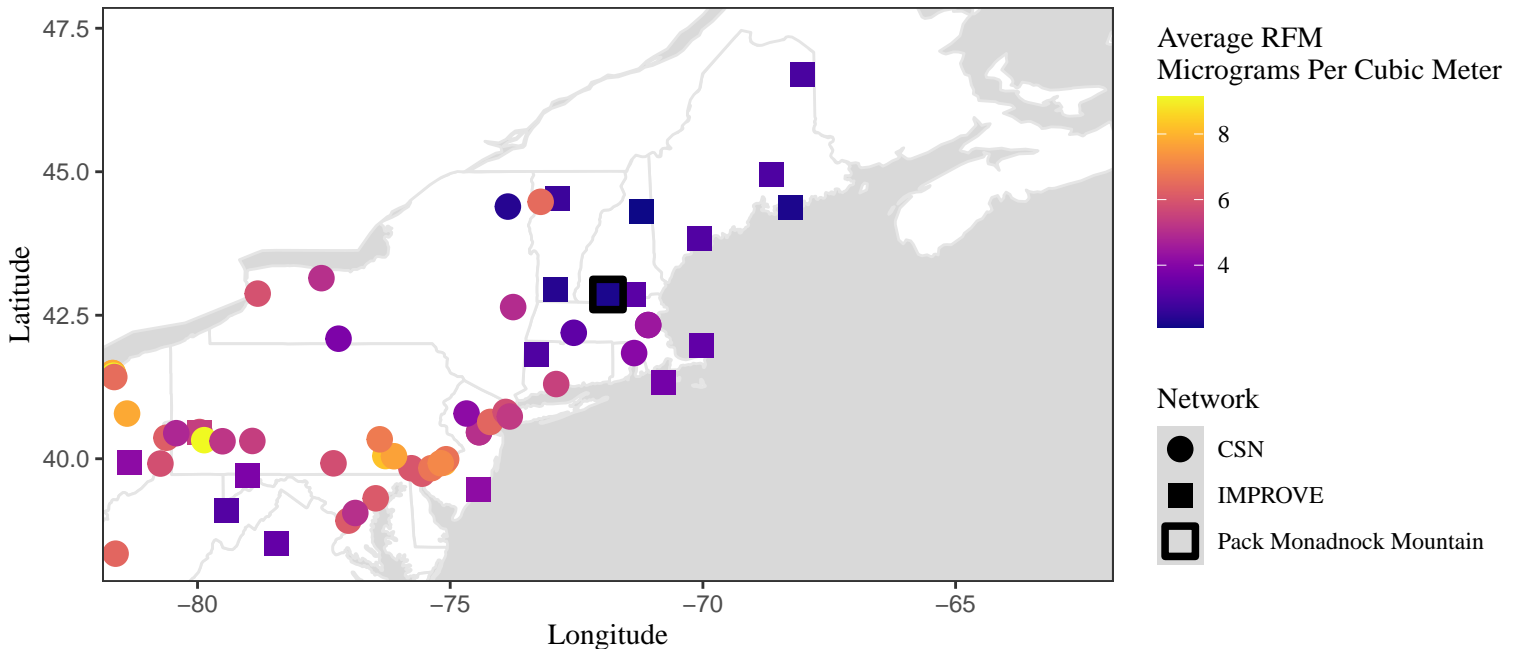 47.5
45.0
42.5
40.0
Latitude
−80
−75
−70
−65
Longitude
Average RFM
Micrograms Per Cubic Meter
8
6
4
Network
CSN
IMPROVE
Pack Monadnock Mountain